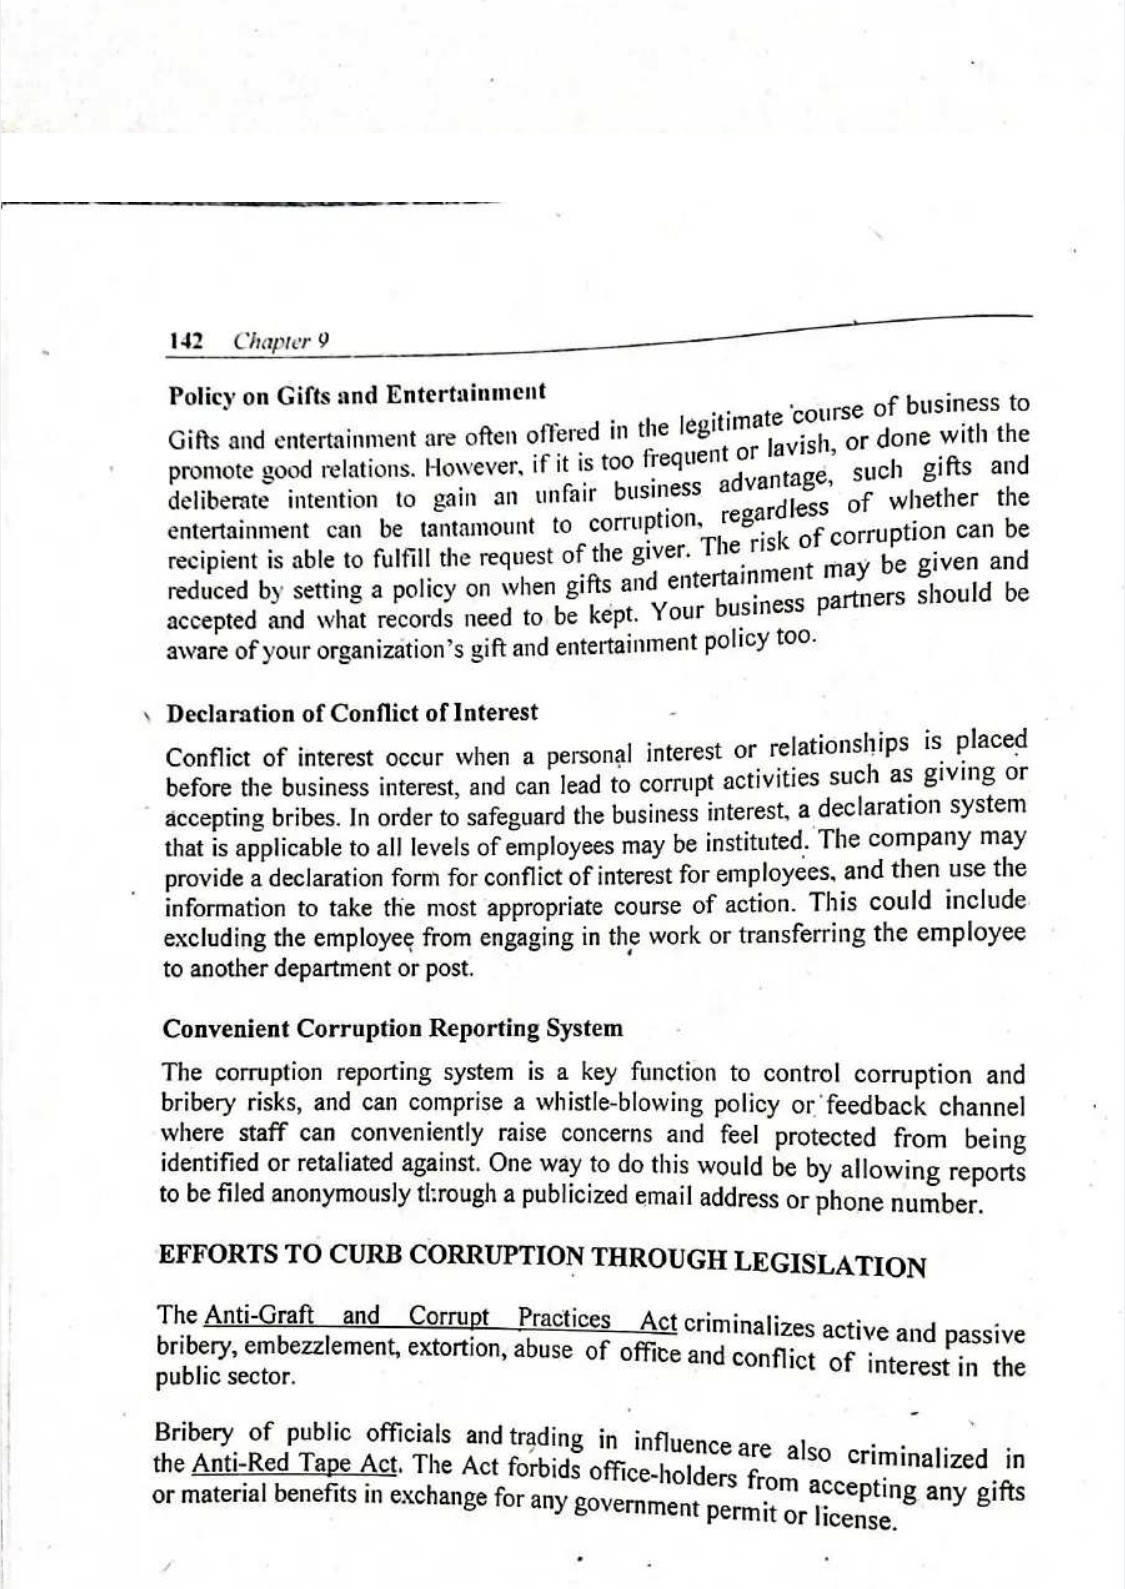 142 Chapter 9
Policy on Gifts and Entertainment
Gifts and entertainment are often offered in the legitimate course of business to
promote good relations. However, if it is too frequent or lavish, or done with the
deliberate intention to gain an unfair business advantage, such gifts and
entertainment can be tantamount to corruption, regardless of whether the
recipient is able to fulfill the request of the giver. The risk of corruption can be
reduced by setting a policy on when gifts and entertainment may be given and
accepted and what records need to be kept. Your business partners should be
aware of your organization's gift and entertainment policy too.
Declaration of Conflict of Interest
Conflict of interest occur when a personal interest or relationships is placed
before the business interest, and can lead to corrupt activities such as giving or
accepting bribes. In order to safeguard the business interest, a declaration system
that is applicable to all levels of employees may be instituted. The company may
provide a declaration form for conflict of interest for employees, and then use the
information to take the most appropriate course of action. This could include
excluding the employee from engaging in the work or transferring the employee
to another department or post.
Convenient Corruption Reporting System
The corruption reporting system is a key function to control corruption and
bribery risks, and can comprise a whistle-blowing policy or feedback channel
where staff can conveniently raise concerns and feel protected from being
identified or retaliated against. One way to do this would be by allowing reports
to be filed anonymously through a publicized email address or phone number.
EFFORTS TO CURB CORRUPTION THROUGH LEGISLATION
The Anti-Graft and Corrupt Practices Act criminalizes active and passive
bribery, embezzlement, extortion, abuse of office and conflict of interest in the
public sector.
Bribery of public officials and trading in influence are also criminalized in
the Anti-Red Tape Act. The Act forbids office-holders from accepting any gifts
or material benefits in exchange for any government permit or license.